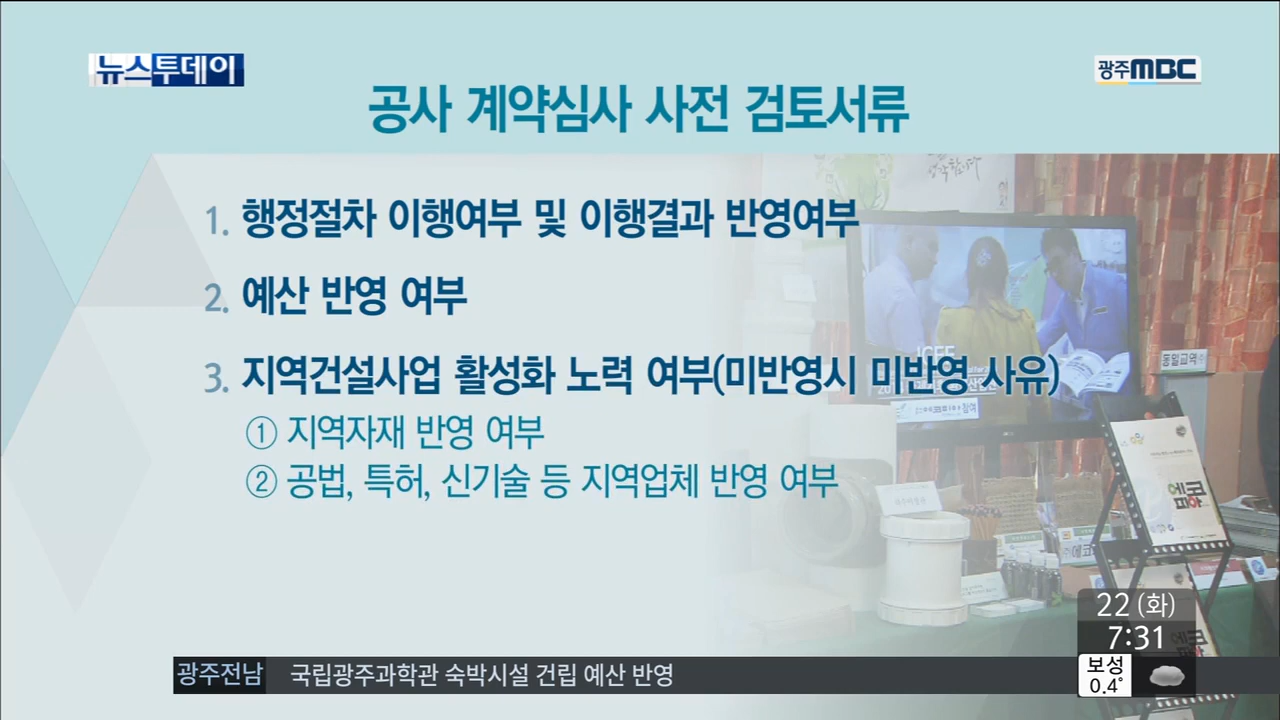 뉴스투데이
광주MBC
공사 계약심사 사전 검토서류
1. 행정절차 이행여부 및 이행결과 반영여부
2. 예산 반영 여부
3. 지역건설사업 활성화 노력 여부(미반영시 미반영 사유)
① 지역자재 반영 여부
② 공법, 특허, 신기술 등 지역업체 반영 여부
동일교역
22 (화)
7:31
광주전남 국립광주과학관 숙박시설 건립 예산 반영
보성
0.4°